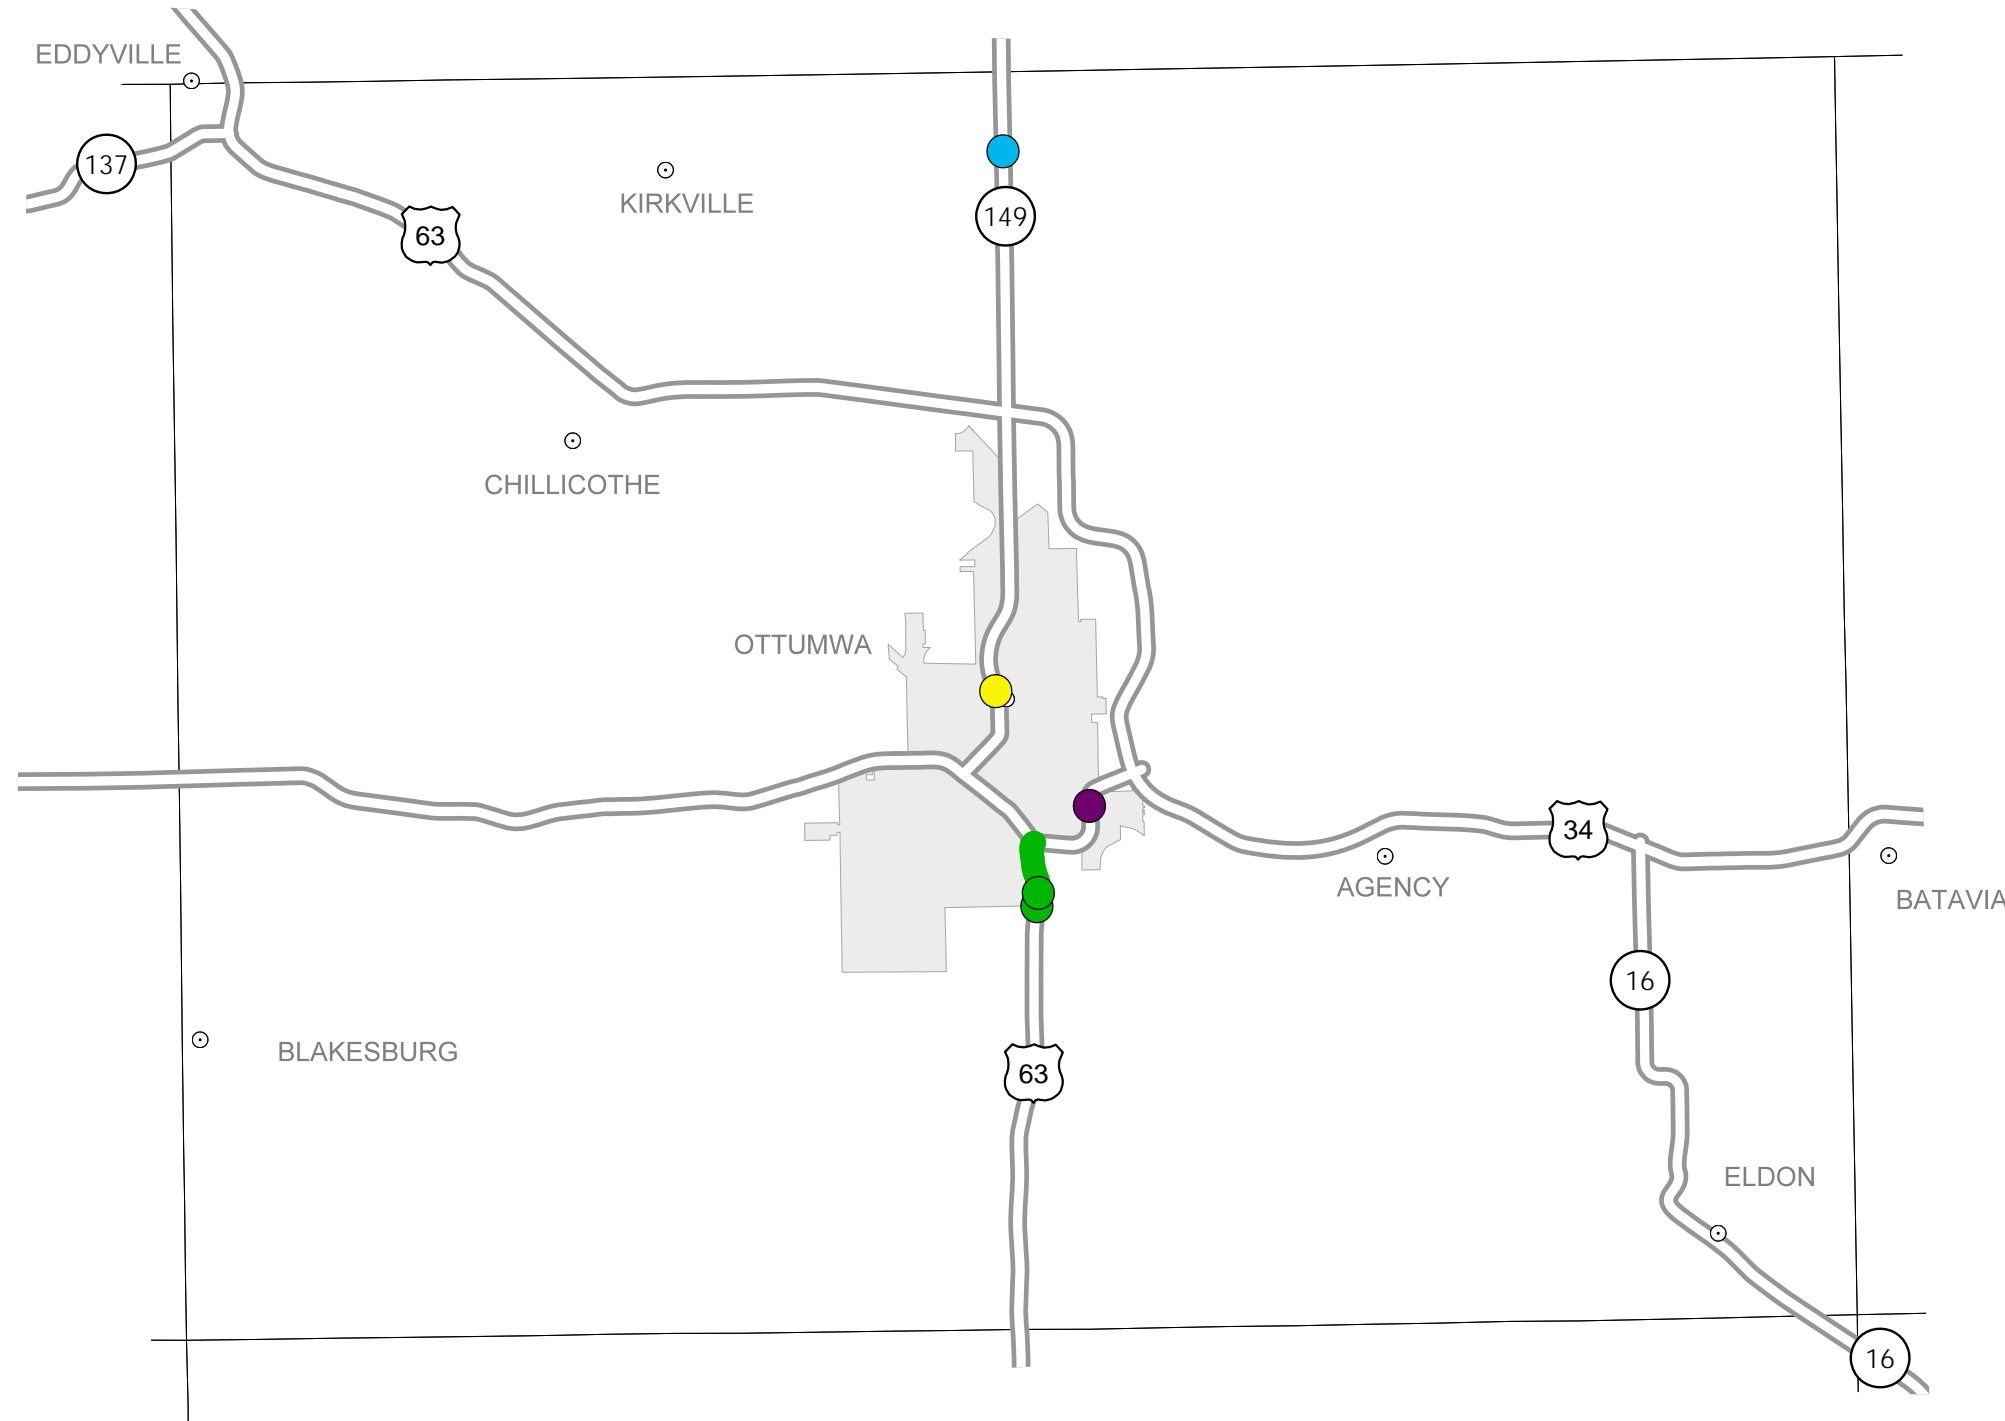 EDDYVILLE
137
KIRKVILLE
149
63
CHILLICOTHE
OTTUMWA
34
AGENCY
BATAVIA
16
BLAKESBURG
63
ELDON
16